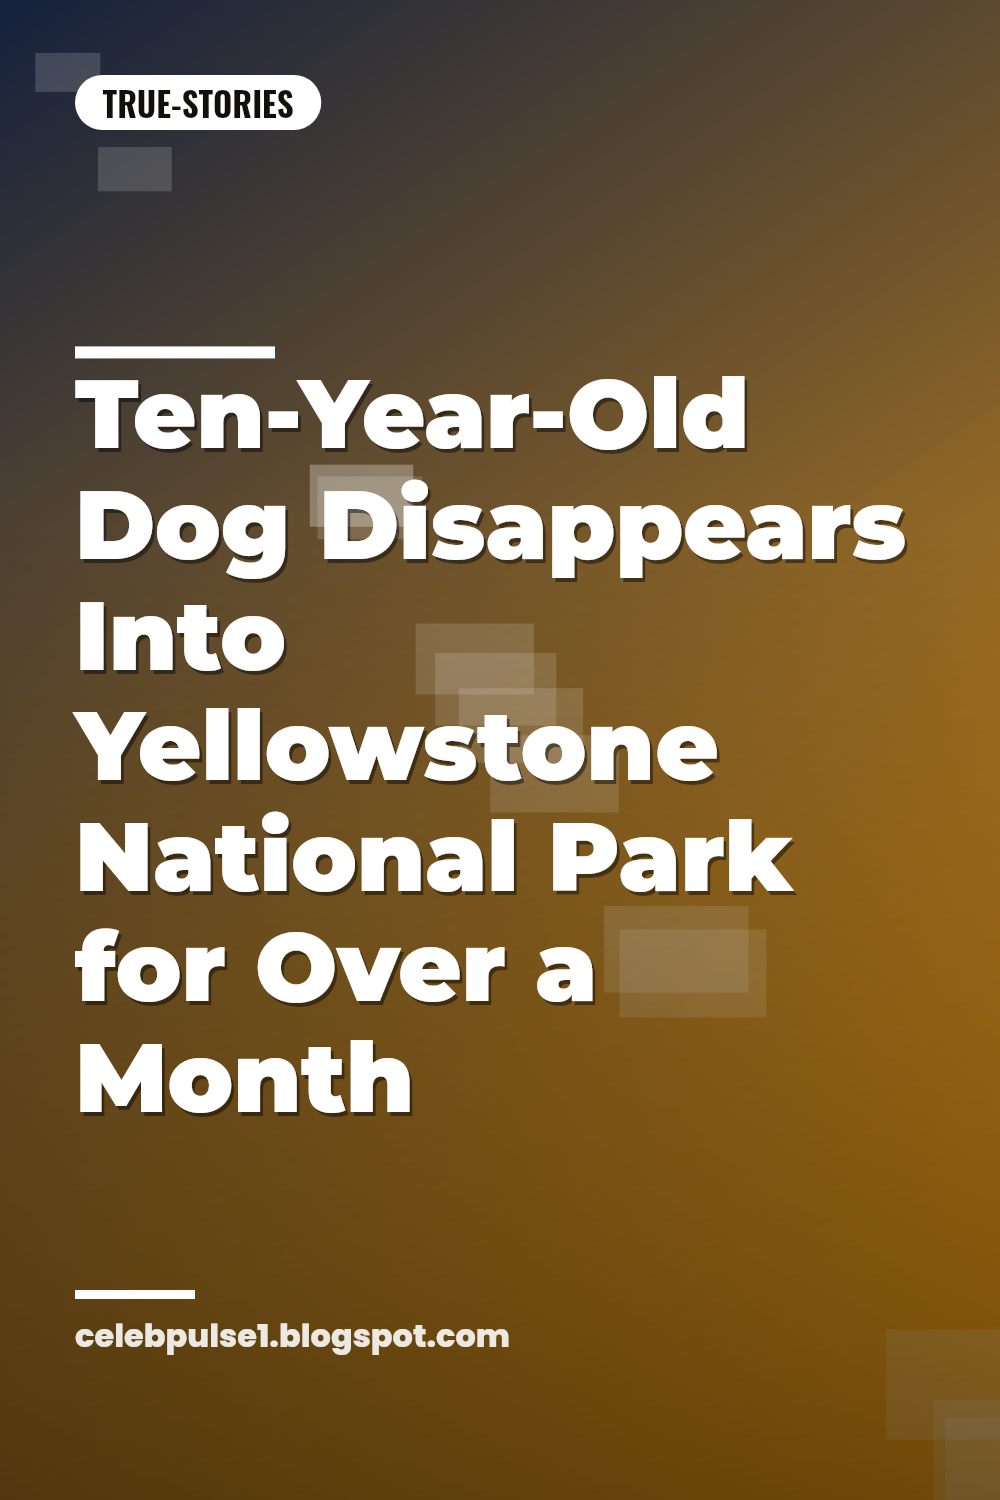 TRUE-STORIES
Ten-Year-Old
Dog Disappears
Into
Yellowstone
National Park
for Over a
Month
celebpulse1.blogspot.com